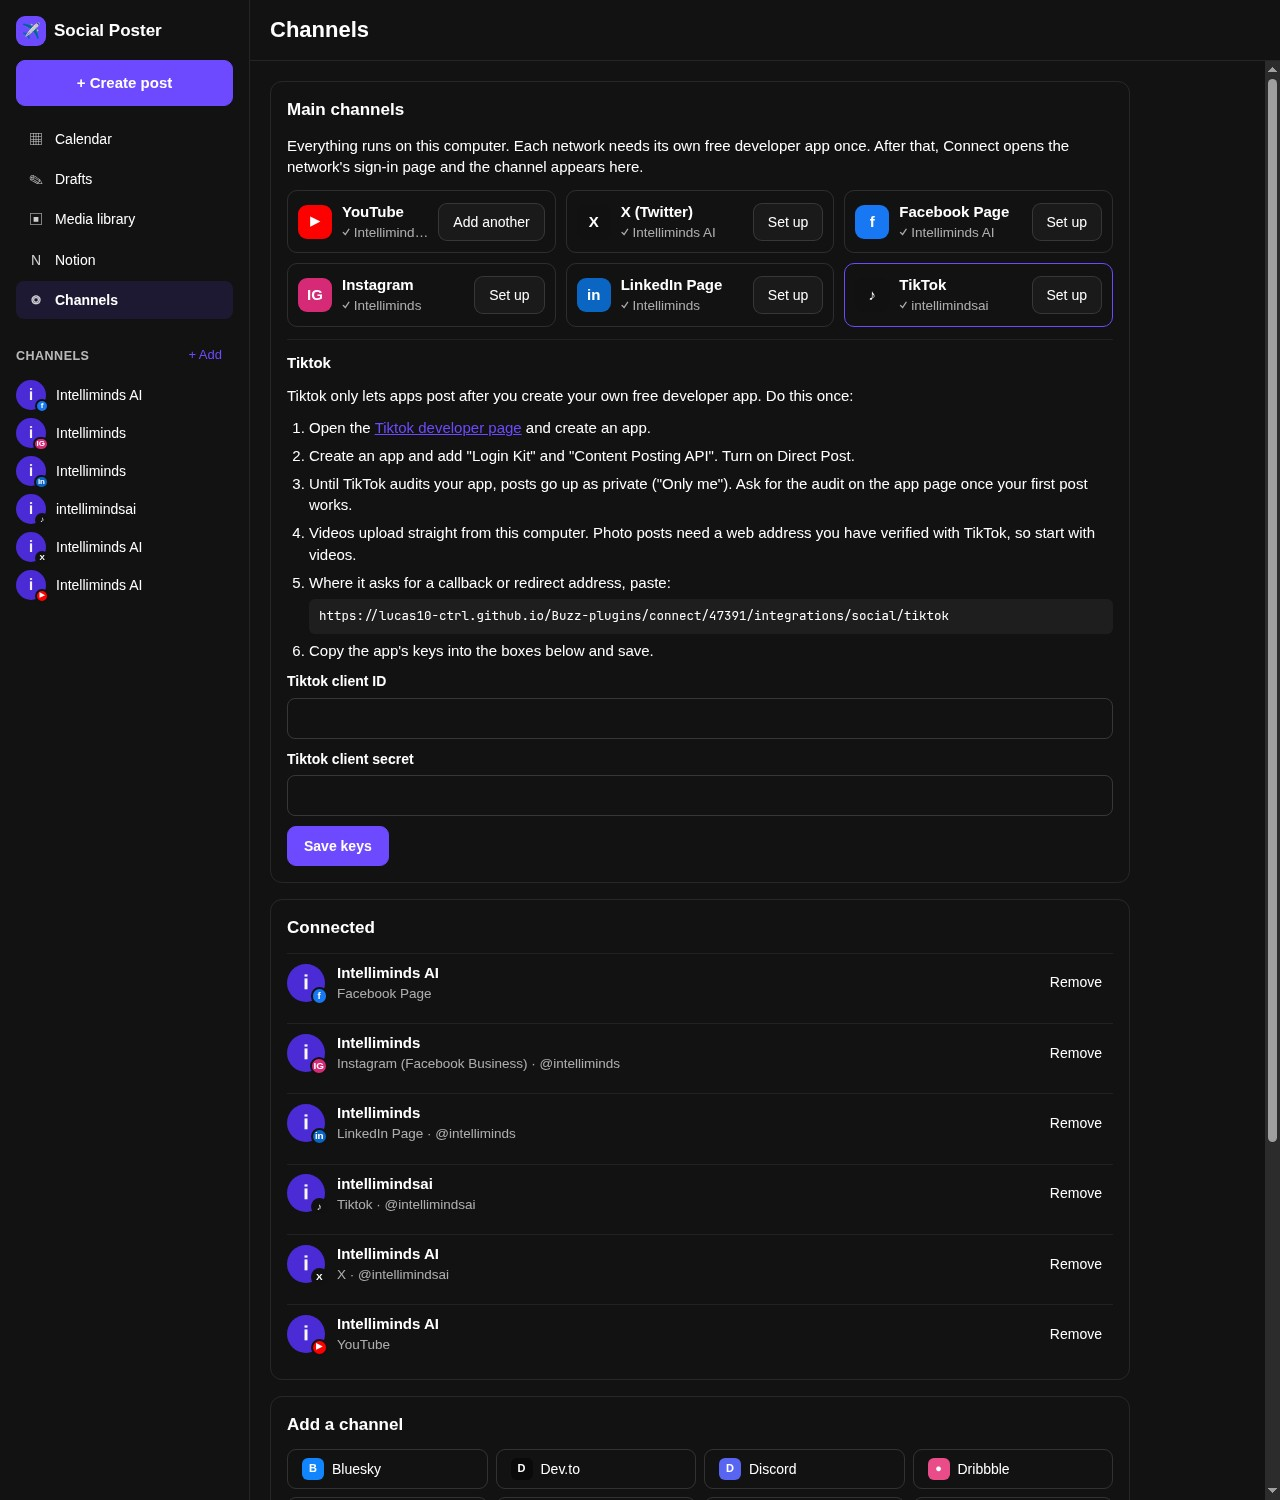 Social Poster
+ Create post
Calendar
Drafts
Media library
N Notion
Channels
CHANNELS
+ Add
i f Intelliminds AI
i IG Intelliminds
i in Intelliminds
i ♪ intellimindsai
i X Intelliminds AI
i ▶ Intelliminds AI
Channels
Main channels
Everything runs on this computer. Each network needs its own free developer app once. After that, Connect opens the
network's sign-in page and the channel appears here.
▶ YouTube
✓ Intellimind…
Add another
X X (Twitter)
✓ Intelliminds AI
Set up
f Facebook Page
✓ Intelliminds AI
Set up
IG Instagram
✓ Intelliminds
Set up
in LinkedIn Page
✓ Intelliminds
Set up
♪ TikTok
✓ intellimindsai
Set up
Tiktok
Tiktok only lets apps post after you create your own free developer app. Do this once:
1. Open the Tiktok developer page and create an app.
2. Create an app and add "Login Kit" and "Content Posting API". Turn on Direct Post.
3. Until TikTok audits your app, posts go up as private ("Only me"). Ask for the audit on the app page once your first post
works.
4. Videos upload straight from this computer. Photo posts need a web address you have verified with TikTok, so start with
videos.
5. Where it asks for a callback or redirect address, paste:
https://lucas10-ctrl.github.io/Buzz-plugins/connect/47391/integrations/social/tiktok
6. Copy the app's keys into the boxes below and save.
Tiktok client ID
Tiktok client secret
Save keys
Connected
i f Intelliminds AI
Facebook Page
Remove
i IG Intelliminds
Instagram (Facebook Business) · @intelliminds
Remove
i in Intelliminds
LinkedIn Page · @intelliminds
Remove
i ♪ intellimindsai
Tiktok · @intellimindsai
Remove
i X Intelliminds AI
X · @intellimindsai
Remove
i ▶ Intelliminds AI
YouTube
Remove
Add a channel
B Bluesky
D Dev.to
D Discord
● Dribbble